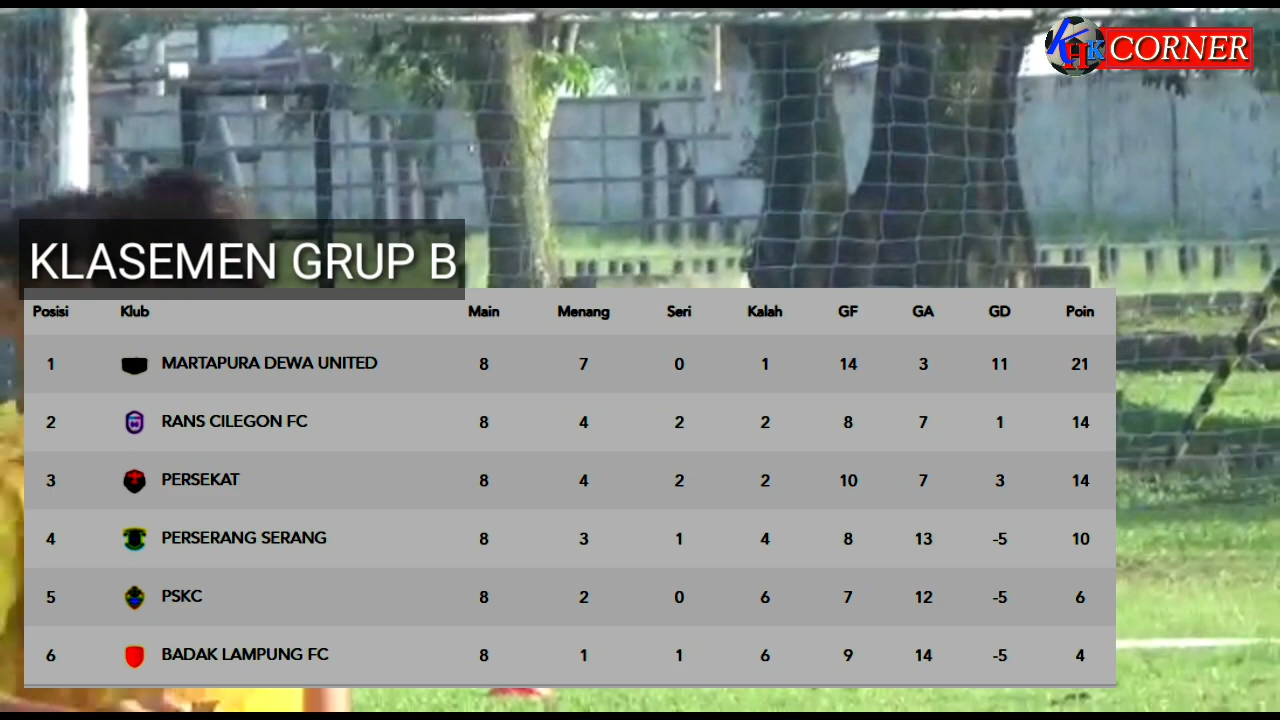 KHK CORNER
KLASEMEN GRUP B
Posisi Klub Main Menang Seri Kalah GF GA GD Poin
1 MARTAPURA DEWA UNITED 8 7 0 1 14 3 11 21
2 RANS CILEGON FC 8 4 2 2 8 7 1 14
3 PERSEKAT 8 4 2 2 10 7 3 14
4 PERSERANG SERANG 8 3 1 4 8 13 -5 10
5 PSKC 8 2 0 6 7 12 -5 6
6 BADAK LAMPUNG FC 8 1 1 6 9 14 -5 4